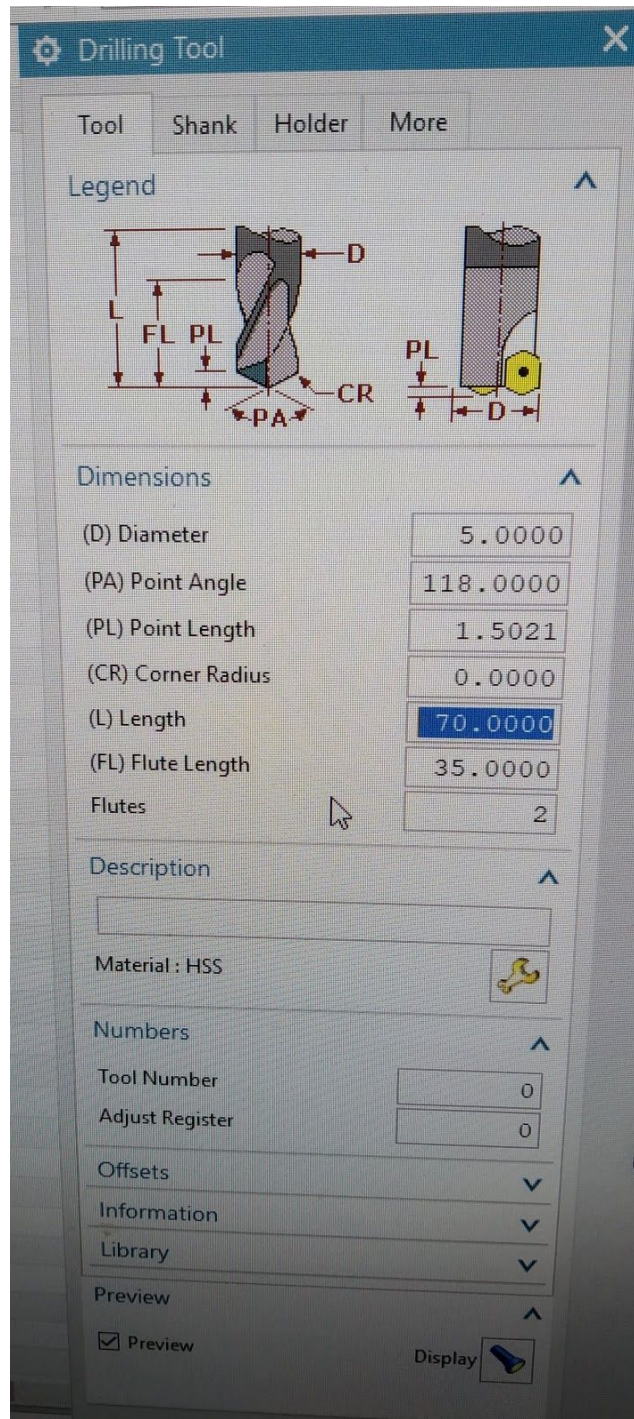 Drilling Tool
Tool Shank Holder More
Legend
D
L
FL PL
PL
CR
PA
D
Dimensions
(D) Diameter 5.0000
(PA) Point Angle 118.0000
(PL) Point Length 1.5021
(CR) Corner Radius 0.0000
(L) Length 70.0000
(FL) Flute Length 35.0000
Flutes 2
Description
Material : HSS
Numbers
Tool Number 0
Adjust Register 0
Offsets
Information
Library
Preview
Preview Display